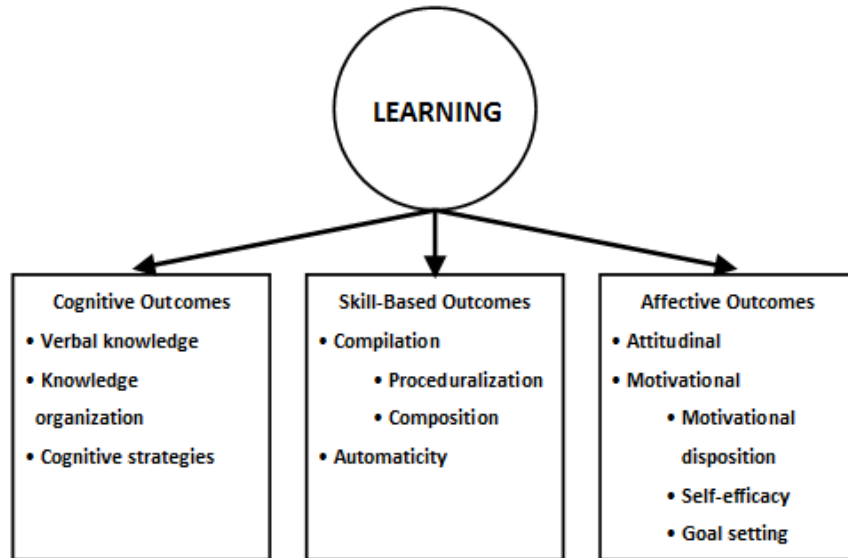 LEARNING
Cognitive Outcomes
• Verbal knowledge
• Knowledge
organization
• Cognitive strategies
Skill-Based Outcomes
• Compilation
• Proceduralization
• Composition
• Automaticity
Affective Outcomes
• Attitudinal
• Motivational
• Motivational
disposition
• Self-efficacy
• Goal setting